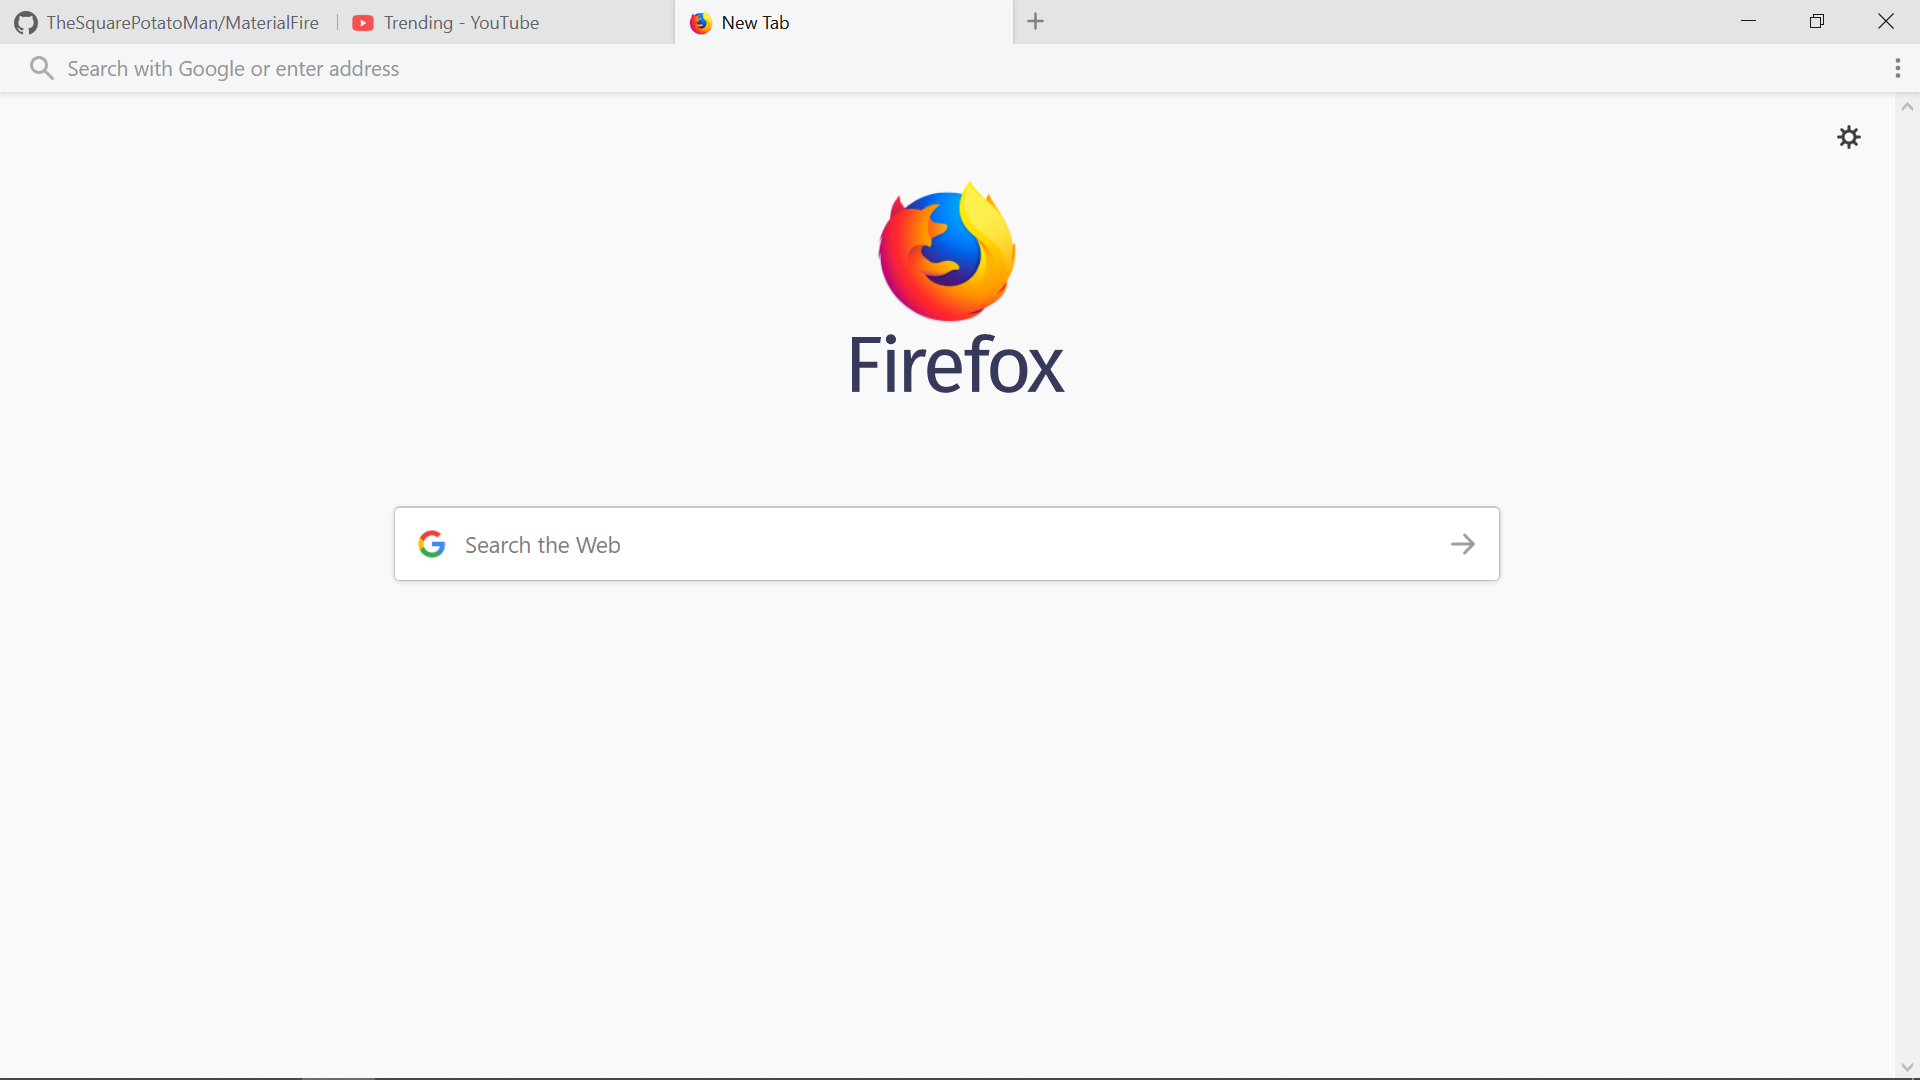 TheSquarePotatoMan/MaterialFire
Trending - YouTube
New Tab
Search with Google or enter address
Firefox
Search the Web